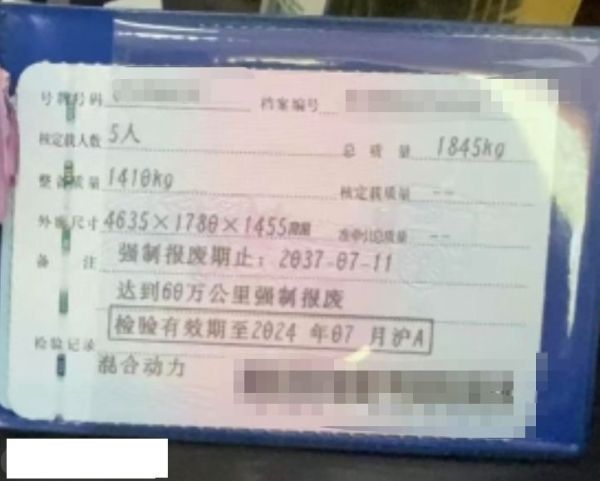 号牌号码 档案编号
核定载人数 5人 总质量 1845kg
整备质量 1410kg 核定载质量 --
外廓尺寸 4635×1780×1455mm 准牵引总质量 --
备注 强制报废期止：2037-07-11
达到60万公里强制报废
检验记录 检验有效期至2024 年07 月沪A
混合动力